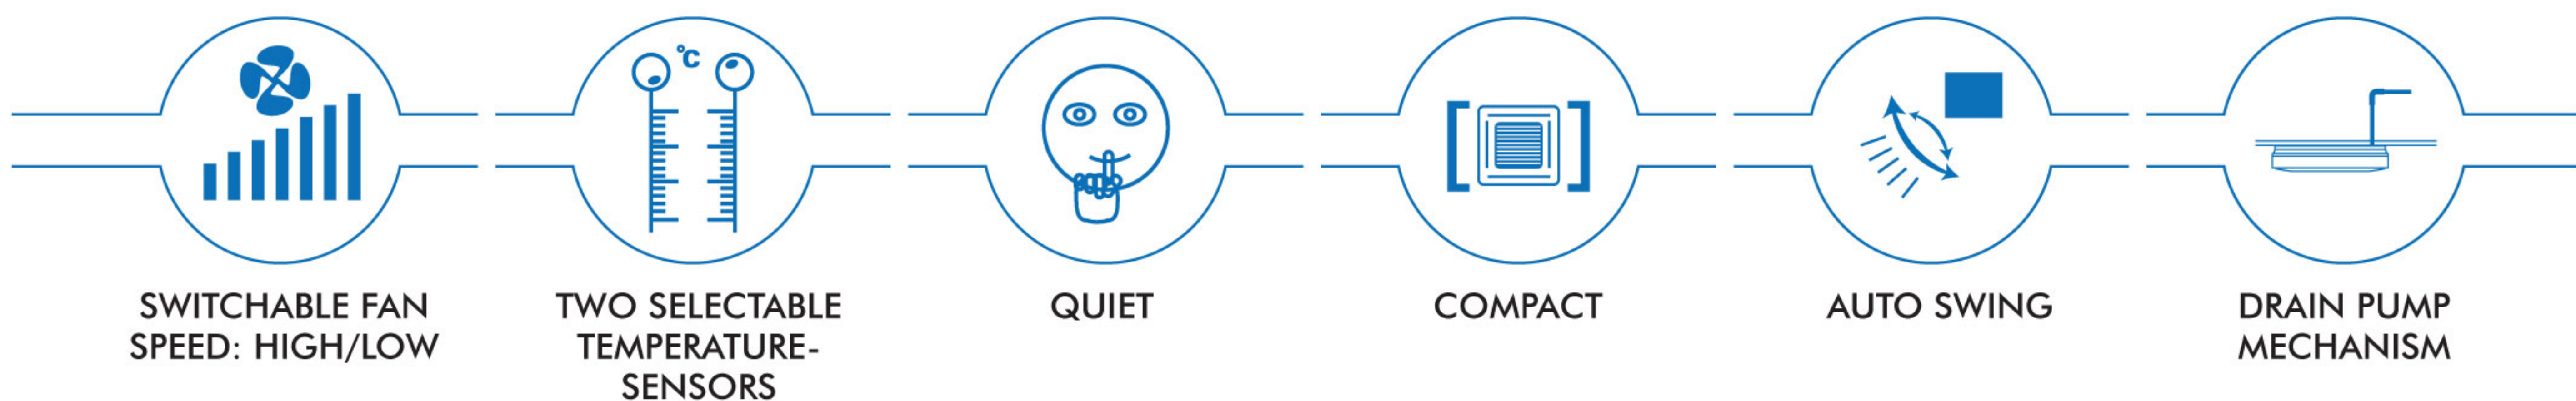 °C
SWITCHABLE FAN
SPEED: HIGH/LOW
TWO SELECTABLE
TEMPERATURE-
SENSORS
QUIET
COMPACT
AUTO SWING
DRAIN PUMP
MECHANISM